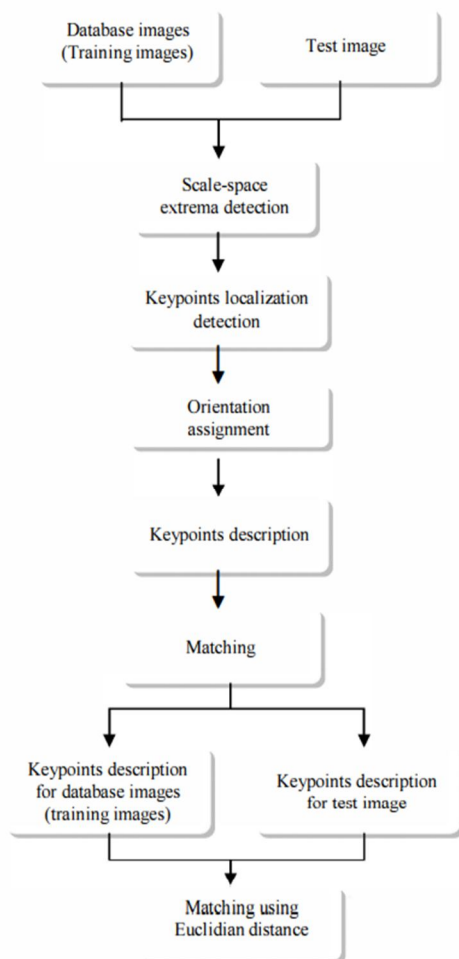 Database images
(Training images)
Test image
Scale-space
extrema detection
Keypoints localization
detection
Orientation
assignment
Keypoints description
Matching
Keypoints description
for database images
(training images)
Keypoints description
for test image
Matching using
Euclidian distance